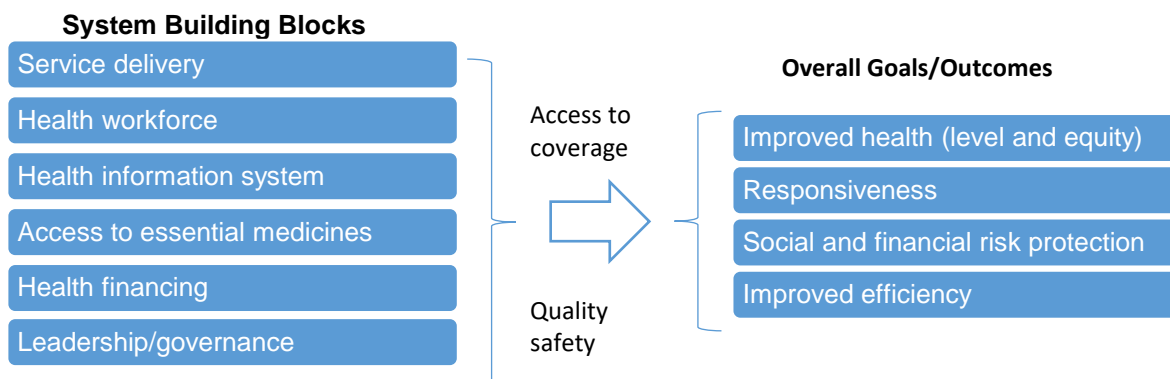 System Building Blocks
Service delivery
Health workforce
Health information system
Access to essential medicines
Health financing
Leadership/governance
Access to
coverage
Quality
safety
Overall Goals/Outcomes
Improved health (level and equity)
Responsiveness
Social and financial risk protection
Improved efficiency